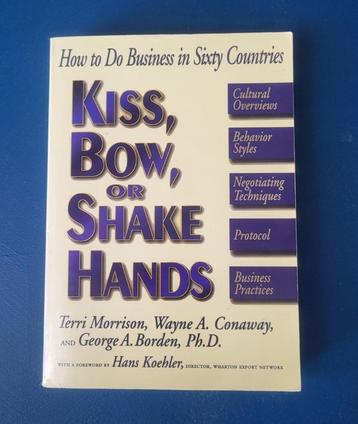 How to Do Business in Sixty Countries
KISS,
BOW,
OR
SHAKE
HANDS
Cultural
Overviews
Behavior
Styles
Negotiating
Techniques
Protocol
Business
Practices
Terri Morrison, Wayne A. Conaway,
AND George A. Borden, Ph.D.
WITH A FOREWORD BY Hans Koehler, DIRECTOR, WHARTON EXPORT NETWORK